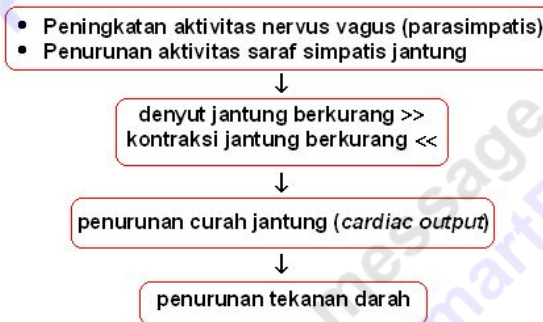 • Peningkatan aktivitas nervus vagus (parasimpatis)
• Penurunan aktivitas saraf simpatis jantung
↓
denyut jantung berkurang >>
kontraksi jantung berkurang <<
↓
penurunan curah jantung (cardiac output)
↓
penurunan tekanan darah